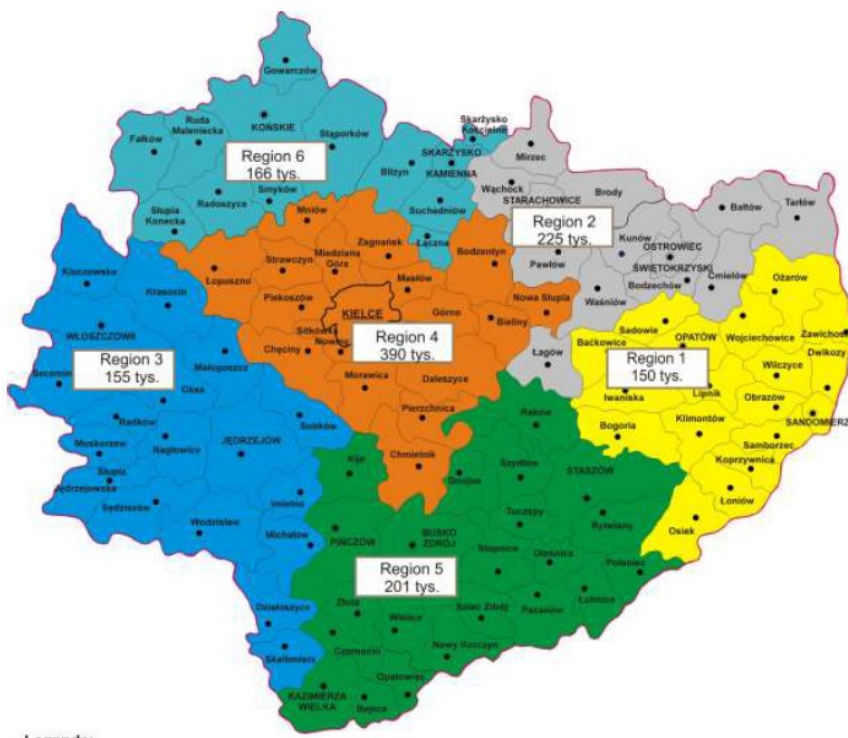 Gowarczów
Ruda
Maleniecka
KOŃSKIE
Fałków
Stąporków
Region 6
166 tys.
Radoszyce
Smyków
Słupia
Konecka
Skarżysko
Kościelne
SKARŻYSKO
KAMIENNA
Bliżyn
Suchedniów
Łączna
Mirzec
Wąchock
STARACHOWICE
Brody
Region 2
225 tys.
Pawłów
Kunów
OSTROWIEC
ŚWIĘTOKRZYSKI
Bodzechów
Ćmielów
Waśniów
Bałtów
Tarłów
Łagów
Mniów
Zagnańsk
Miedziana
Góra
Strawczyn
Łopuszno
Masłów
Bodzentyn
Piekoszów
KIELCE
Górno
Bieliny
Nowa Słupia
Sitkówka
Nowiny
Chęciny
Region 4
390 tys.
Morawica
Daleszyce
Pierzchnica
Chmielnik
Kluczewsko
Krasocin
WŁOSZCZOWA
Region 3
155 tys.
Małogoszcz
Secemin
Oksa
Radków
Sobków
Moskorzew
Nagłowice
JĘDRZEJÓW
Słupia
Jędrzejowska
Sędziszów
Imielno
Wodzisław
Michałów
Działoszyce
Skalbmierz
Ożarów
Sadowie
OPATÓW
Wojciechowice
Zawichost
Baćkowice
Region 1
150 tys.
Dwikozy
Wilczyce
Iwaniska
Lipnik
Obrazów
SANDOMIERZ
Bogoria
Klimontów
Samborzec
Koprzywnica
Łoniów
Osiek
Raków
Kije
Gnojno
Szydłów
STASZÓW
Tuczępy
Rytwiany
PIŃCZÓW
BUSKO
ZDRÓJ
Stopnica
Oleśnica
Połaniec
Region 5
201 tys.
Łubnice
Pacanów
Złota
Solec Zdrój
Wiślica
Czarnocin
Nowy Korczyn
Opatowiec
KAZIMIERZA
WIELKA
Bejsce